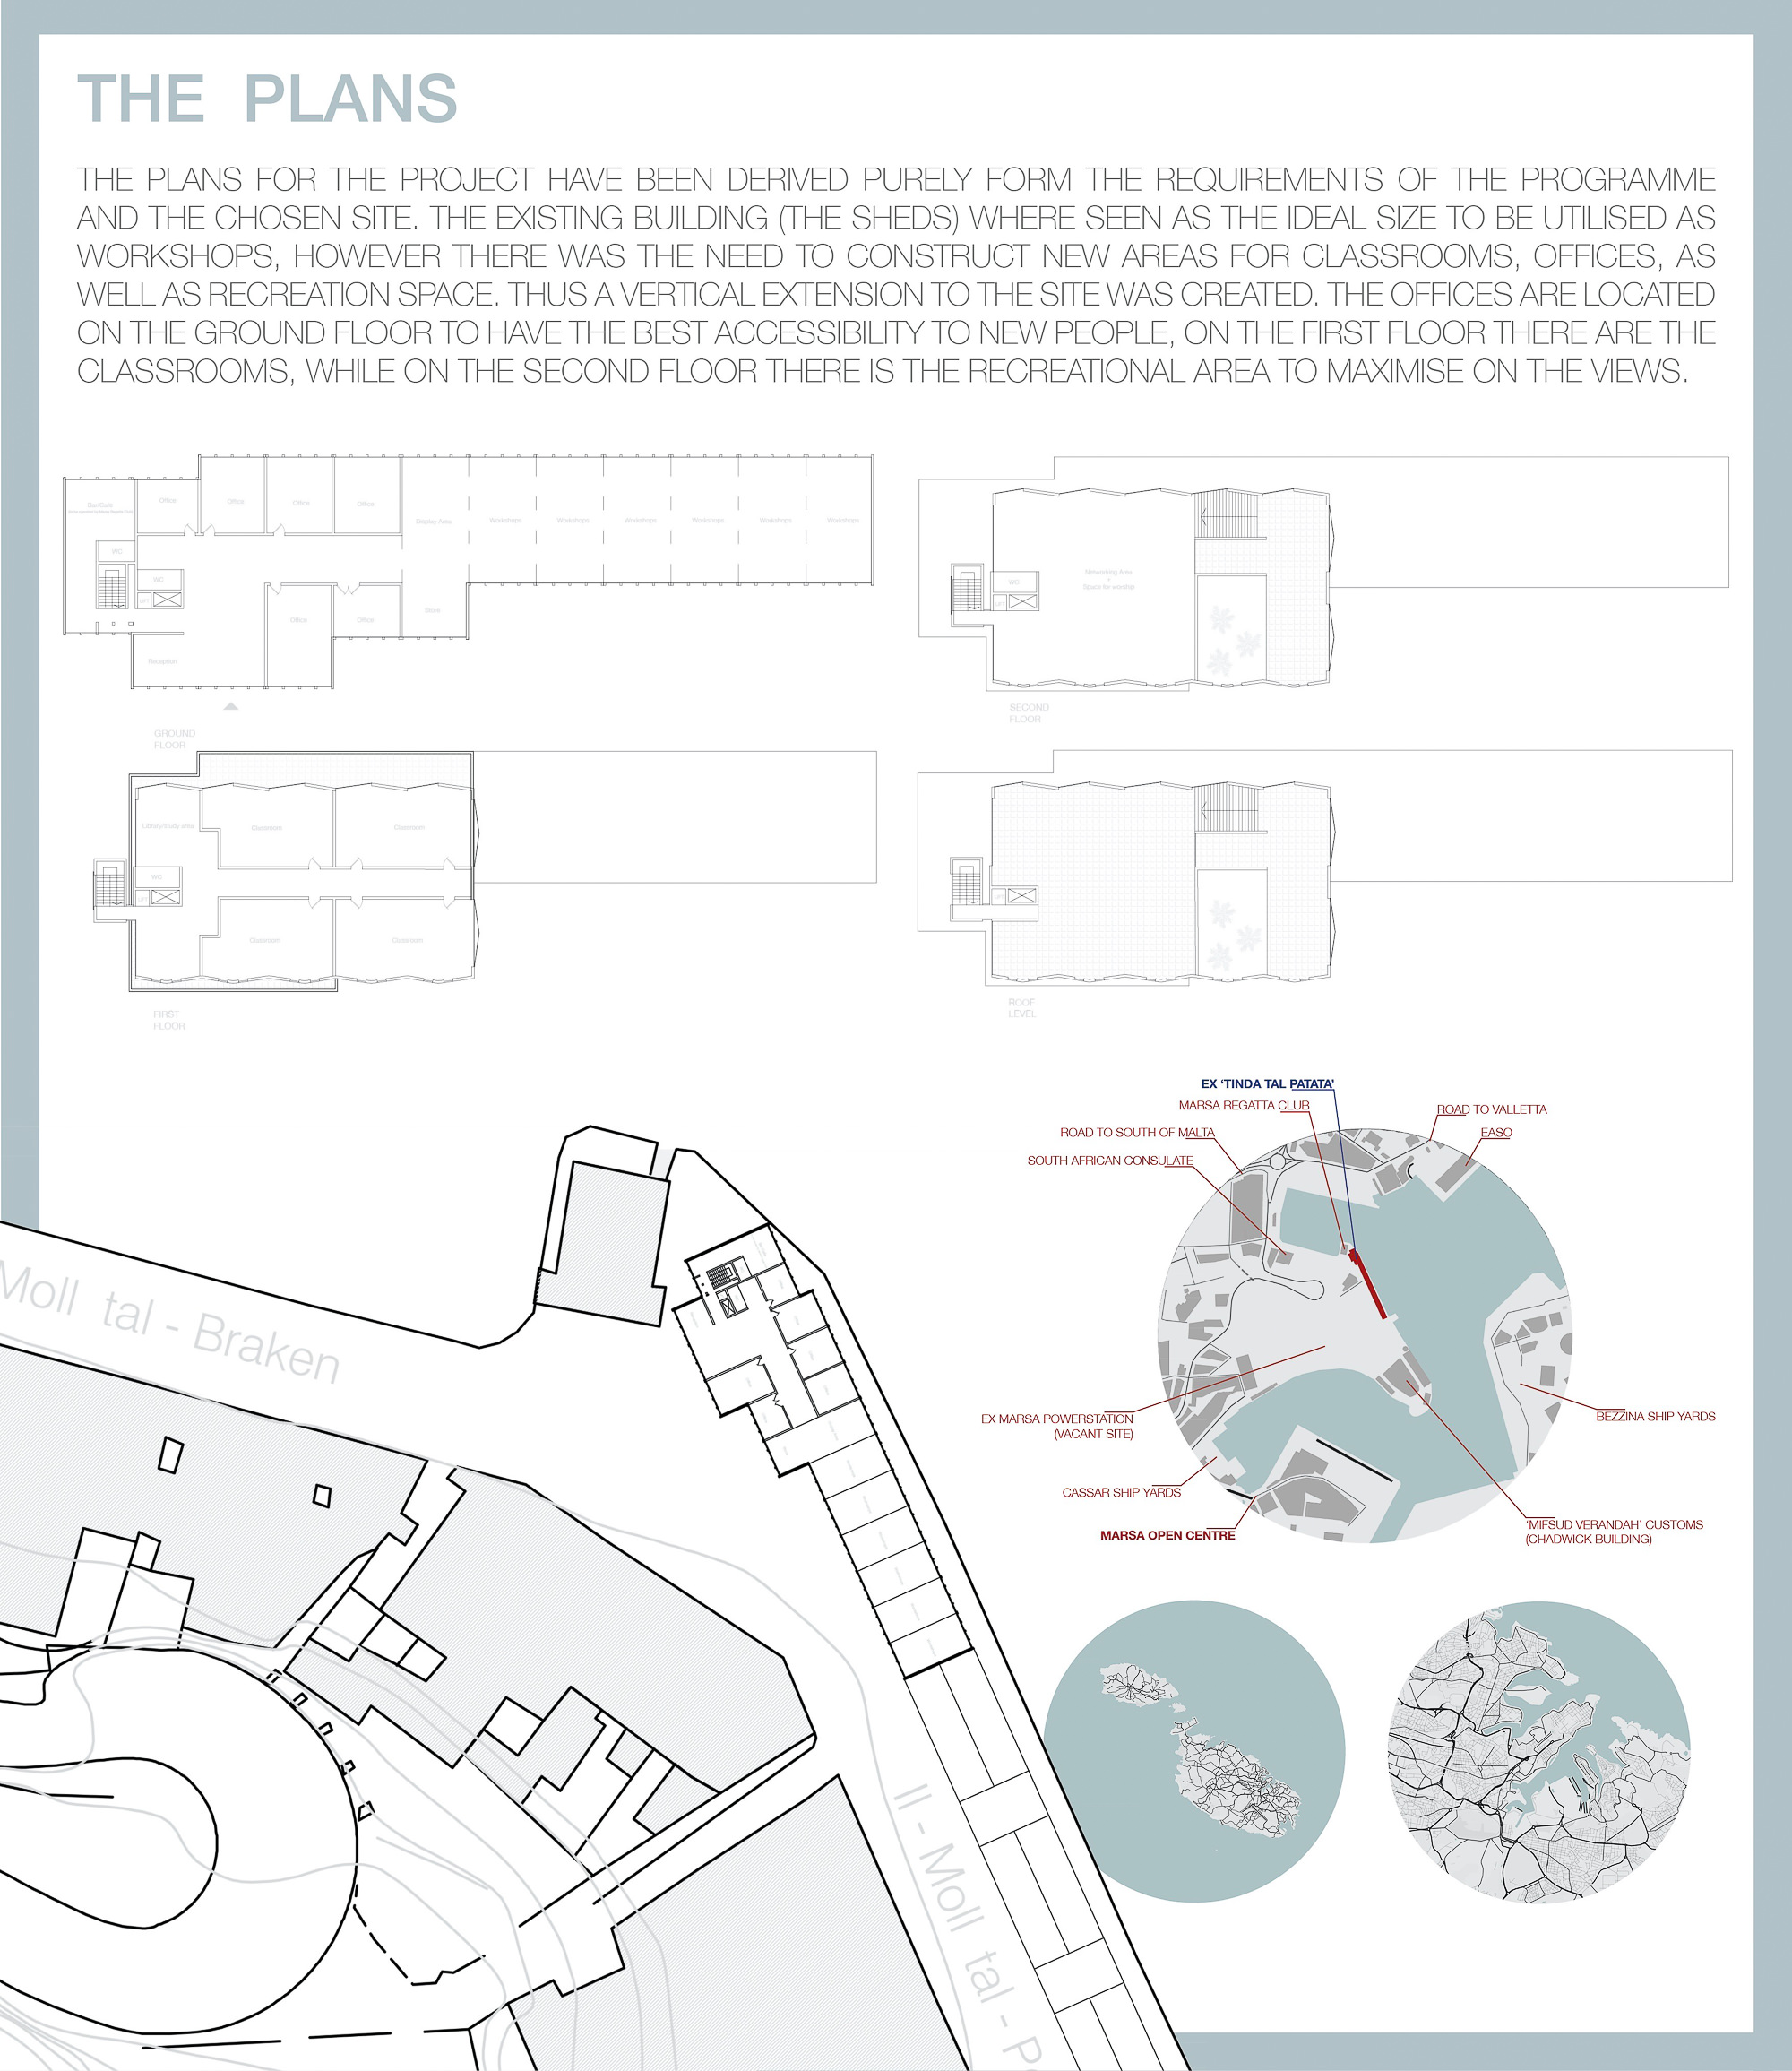 THE PLANS
THE PLANS FOR THE PROJECT HAVE BEEN DERIVED PURELY FORM THE REQUIREMENTS OF THE PROGRAMME
AND THE CHOSEN SITE. THE EXISTING BUILDING (THE SHEDS) WHERE SEEN AS THE IDEAL SIZE TO BE UTILISED AS
WORKSHOPS, HOWEVER THERE WAS THE NEED TO CONSTRUCT NEW AREAS FOR CLASSROOMS, OFFICES, AS
WELL AS RECREATION SPACE. THUS A VERTICAL EXTENSION TO THE SITE WAS CREATED. THE OFFICES ARE LOCATED
ON THE GROUND FLOOR TO HAVE THE BEST ACCESSIBILITY TO NEW PEOPLE, ON THE FIRST FLOOR THERE ARE THE
CLASSROOMS, WHILE ON THE SECOND FLOOR THERE IS THE RECREATIONAL AREA TO MAXIMISE ON THE VIEWS.
Bar/Café
Office
Office
Office
Office
Display Area
Workshops
Workshops
Workshops
Workshops
Workshops
Workshops
WC
WC
LIFT
Office
Office
Store
Reception
GROUND
FLOOR
Networking Area
Space for worship
WC
LIFT
SECOND
FLOOR
Library/study area
Classroom
Classroom
WC
LIFT
Classroom
Classroom
FIRST
FLOOR
LIFT
ROOF
LEVEL
EX ‘TINDA TAL PATATA’
MARSA REGATTA CLUB
ROAD TO VALLETTA
ROAD TO SOUTH OF MALTA
EASO
SOUTH AFRICAN CONSULATE
EX MARSA POWERSTATION
(VACANT SITE)
BEZZINA SHIP YARDS
CASSAR SHIP YARDS
MARSA OPEN CENTRE
‘MIFSUD VERANDAH’ CUSTOMS
(CHADWICK BUILDING)
Moll tal - Braken
Il - Moll tal - P